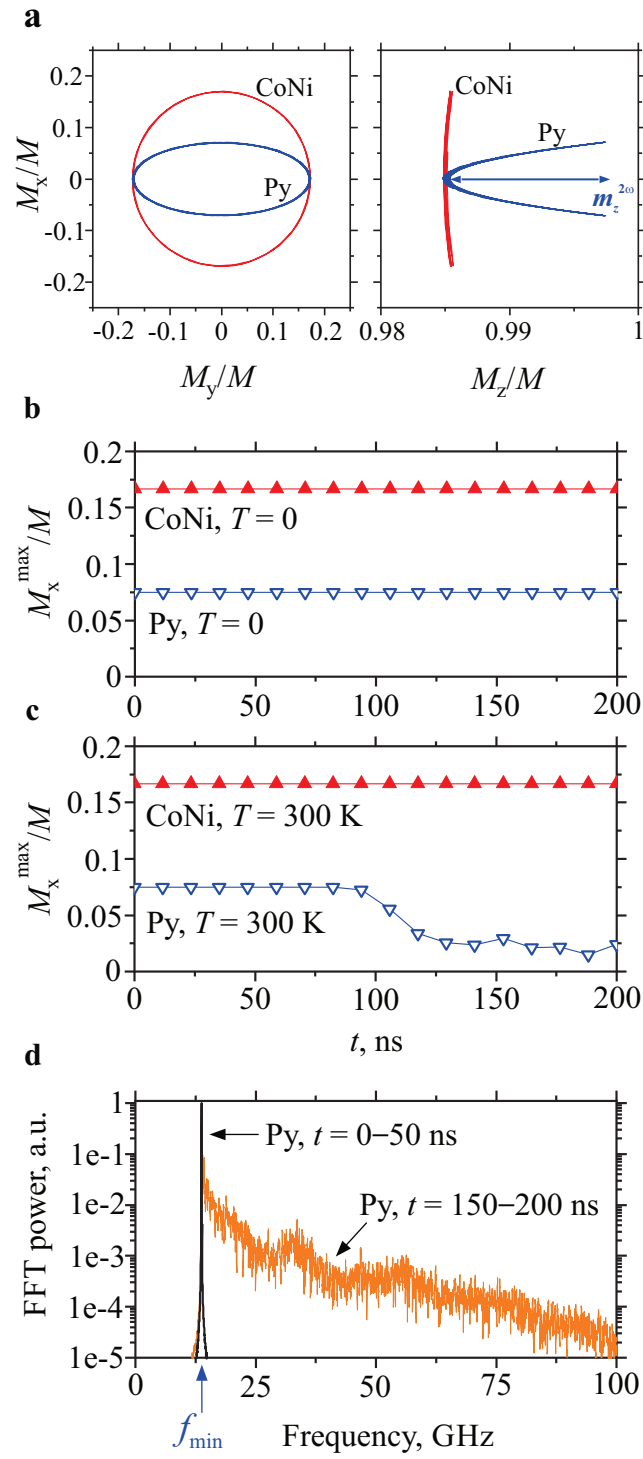 a
0.2
0.1
0
-0.1
-0.2
Mx/M
CoNi
Py
-0.2 -0.1 0 0.1 0.2
My/M
CoNi
Py
mz2ω
0.98 0.99 1
Mz/M
b
0.2
0.15
0.1
0.05
0
Mxmax/M
CoNi, T = 0
Py, T = 0
0 50 100 150 200
c
0.2
0.15
0.1
0.05
0
Mxmax/M
CoNi, T = 300 K
Py, T = 300 K
0 50 100 150 200
t, ns
d
1
1e-1
1e-2
1e-3
1e-4
1e-5
FFT power, a.u.
Py, t = 0–50 ns
Py, t = 150–200 ns
0 25 50 75 100
fmin
Frequency, GHz